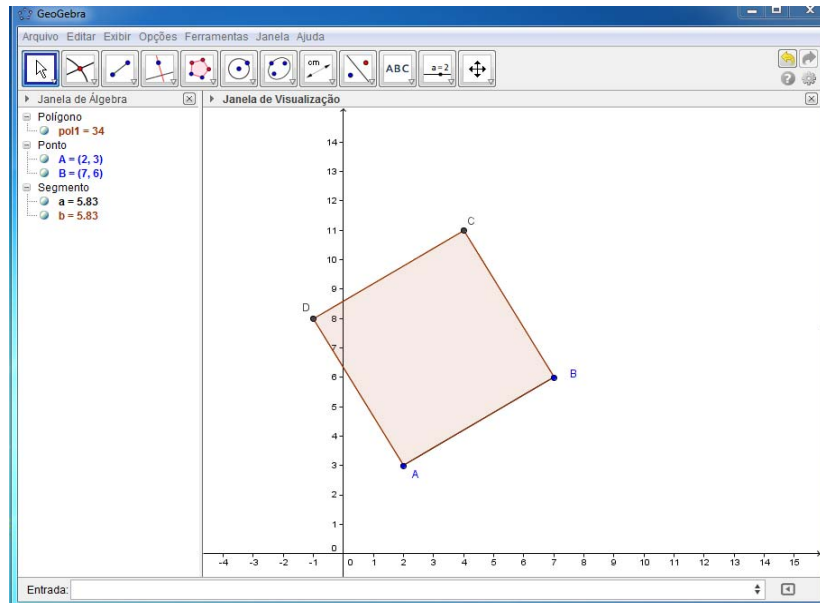 GeoGebra
Arquivo Editar Exibir Opções Ferramentas Janela Ajuda
cm
ABC
a=2
Janela de Álgebra
Janela de Visualização
Polígono
pol1 = 34
Ponto
A = (2, 3)
B = (7, 6)
Segmento
a = 5.83
b = 5.83
14
13
12
11
10
9
8
7
6
5
4
3
2
1
0
C
D
B
A
-4 -3 -2 -1 0 1 2 3 4 5 6 7 8 9 10 11 12 13 14 15
Entrada: